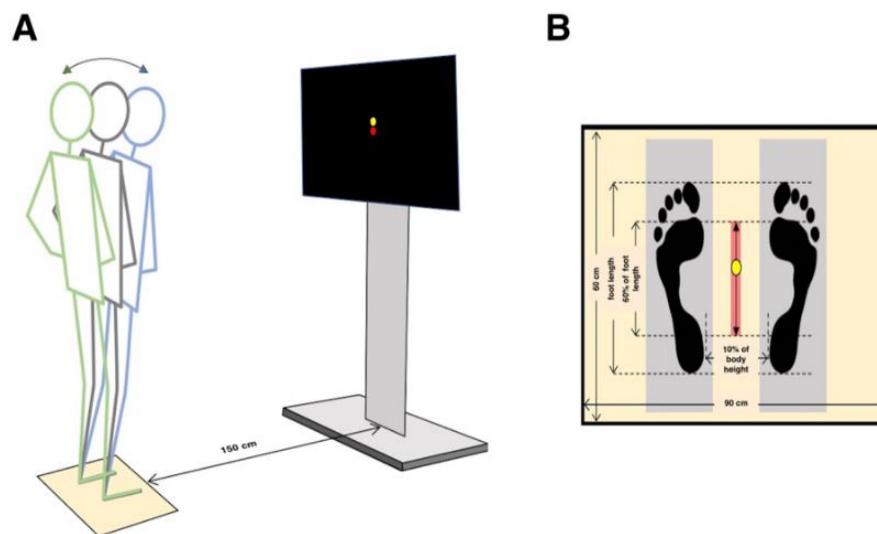 A
B
150 cm
60 cm
foot length
60% of foot
length
10% of
body
height
90 cm